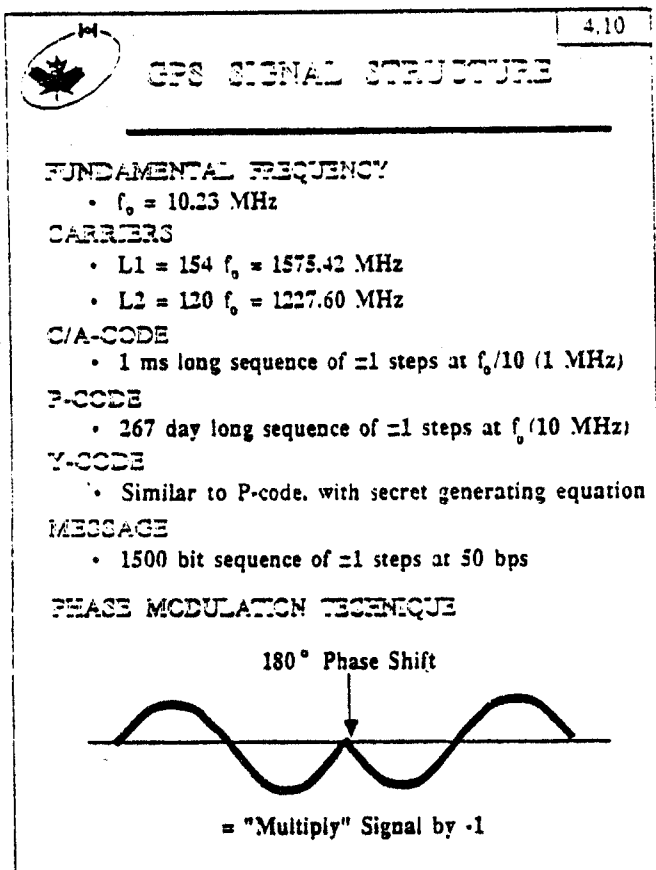 4.10
GPS SIGNAL STRUCTURE
FUNDAMENTAL FREQUENCY
• f₀ = 10.23 MHz
CARRIERS
• L1 = 154 f₀ = 1575.42 MHz
• L2 = 120 f₀ = 1227.60 MHz
C/A-CODE
• 1 ms long sequence of ±1 steps at f₀/10 (1 MHz)
P-CODE
• 267 day long sequence of ±1 steps at f₀ (10 MHz)
Y-CODE
• Similar to P-code, with secret generating equation
MESSAGE
• 1500 bit sequence of ±1 steps at 50 bps
PHASE MODULATION TECHNIQUE
180° Phase Shift
= "Multiply" Signal by -1